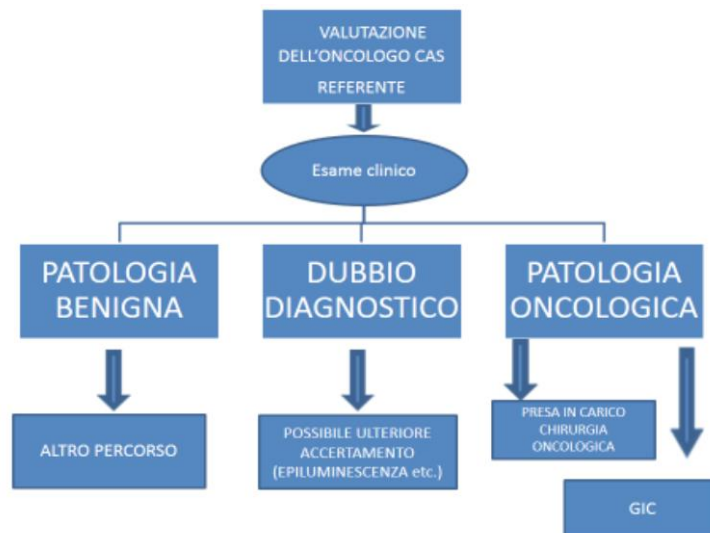 VALUTAZIONE
DELL'ONCOLOGO CAS
REFERENTE
Esame clinico
PATOLOGIA
BENIGNA
DUBBIO
DIAGNOSTICO
PATOLOGIA
ONCOLOGICA
ALTRO PERCORSO
POSSIBILE ULTERIORE
ACCERTAMENTO
(EPILUMINESCENZA etc.)
PRESA IN CARICO
CHIRURGIA
ONCOLOGICA
GIC